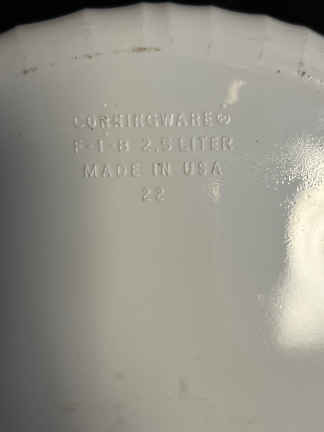 CORNINGWARE®
F-1-B 2.5 LITER
MADE IN USA
22